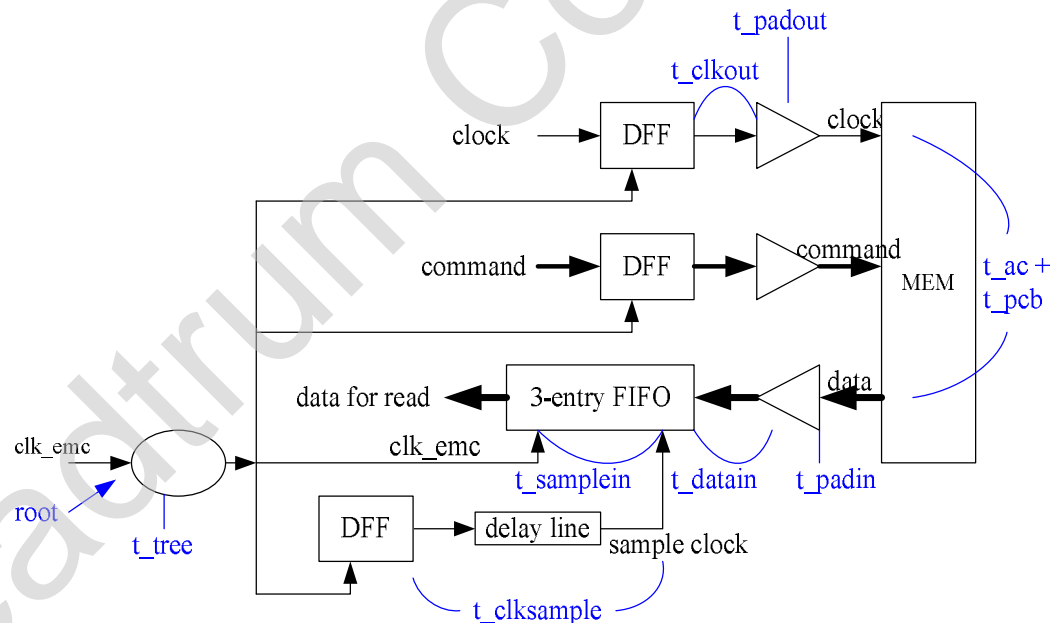 t_padout
t_clkout
clock
DFF
clock
command
DFF
command
MEM
t_ac +
t_pcb
data for read
3-entry FIFO
data
clk_emc
clk_emc
t_samplein
t_datain
t_padin
root
t_tree
DFF
delay line
sample clock
t_clksample